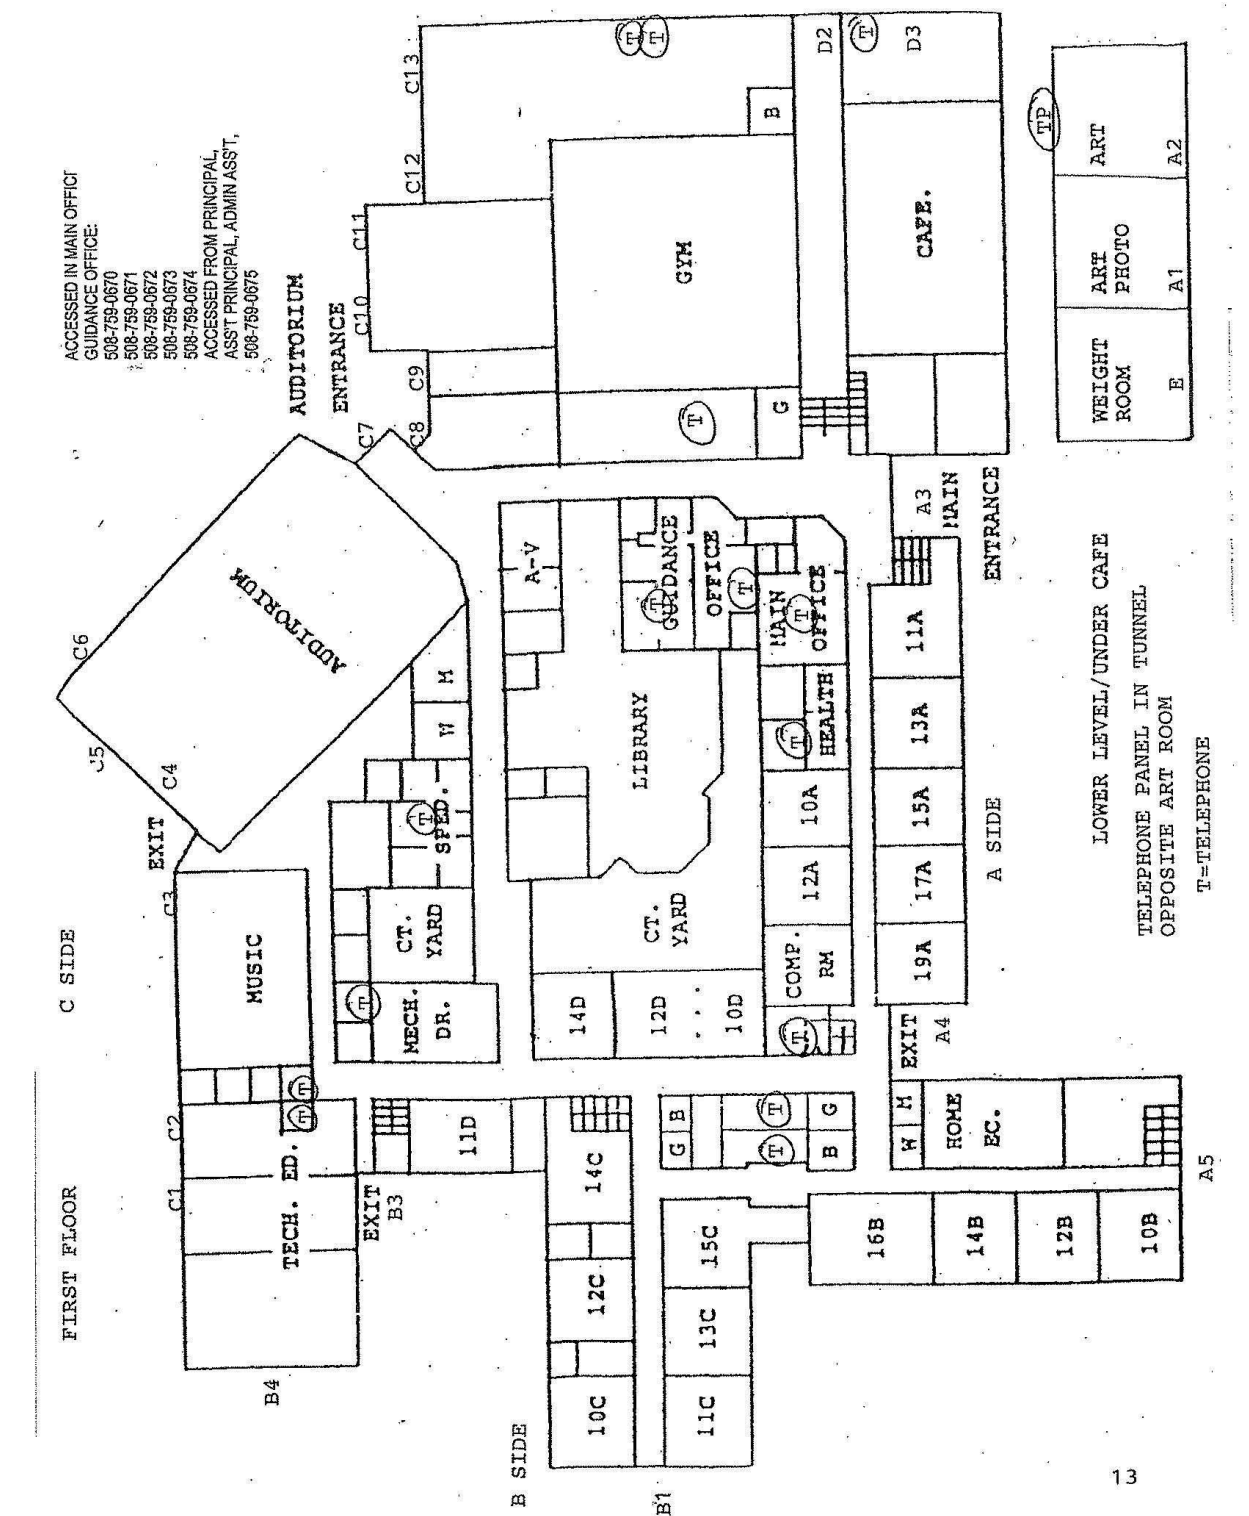 FIRST FLOOR
C SIDE
ACCESSED IN MAIN OFFICE
GUIDANCE OFFICE:
508-759-0670
508-759-0671
508-759-0672
508-759-0673
508-759-0674
ACCESSED FROM PRINCIPAL,
ASS'T PRINCIPAL, ADMIN ASS'T,
508-759-0675
C5
C6
C1
C2
C3
EXIT
C4
AUDITORIUM
ENTRANCE
B4
TECH. ED.
T
T
MUSIC
AUDITORIUM
C7
C8
C9
C10
C11
C12
C13
EXIT
B3
T
MECH.
DR.
CT.
YARD
SPED.
T
W
M
11D
A-V
B SIDE
10C
12C
14C
14D
12D
. . .
10D
CT.
YARD
LIBRARY
GUIDANCE
OFFICE
T
T
T
GYM
T
T
B
G
B1
11C
13C
15C
G
B
T
T
B
G
T
COMP.
RM
12A
10A
T
HEALTH
MAIN
OFFICE
T
D2
T
D3
16B
14B
12B
10B
W
M
HOME
EC.
EXIT
A4
19A
17A
15A
13A
11A
A3
MAIN
ENTRANCE
CAFE.
A SIDE
A5
LOWER LEVEL/UNDER CAFE
TELEPHONE PANEL IN TUNNEL
OPPOSITE ART ROOM
T=TELEPHONE
WEIGHT
ROOM
E
ART
PHOTO
A1
ART
A2
TP
13